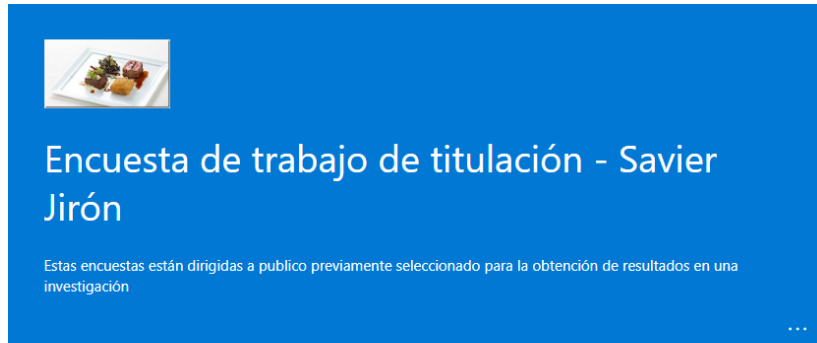 Encuesta de trabajo de titulación - Savier
Jirón
Estas encuestas están dirigidas a publico previamente seleccionado para la obtención de resultados en una
investigación
...